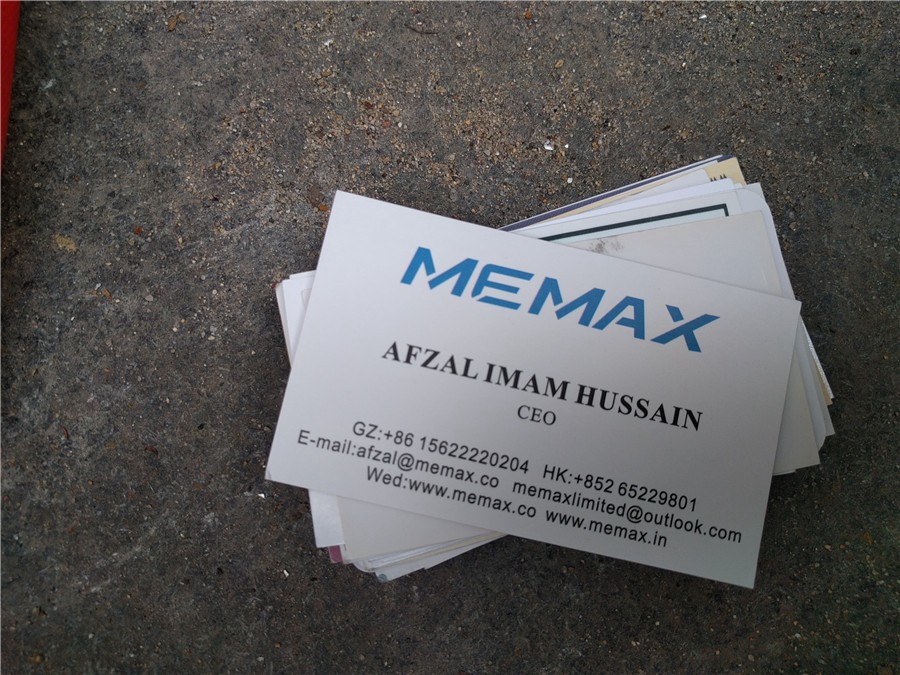 MEMAX
AFZAL IMAM HUSSAIN
CEO
GZ:+86 15622220204 HK:+852 65229801
E-mail:afzal@memax.co memaxlimited@outlook.com
Wed:www.memax.co www.memax.in